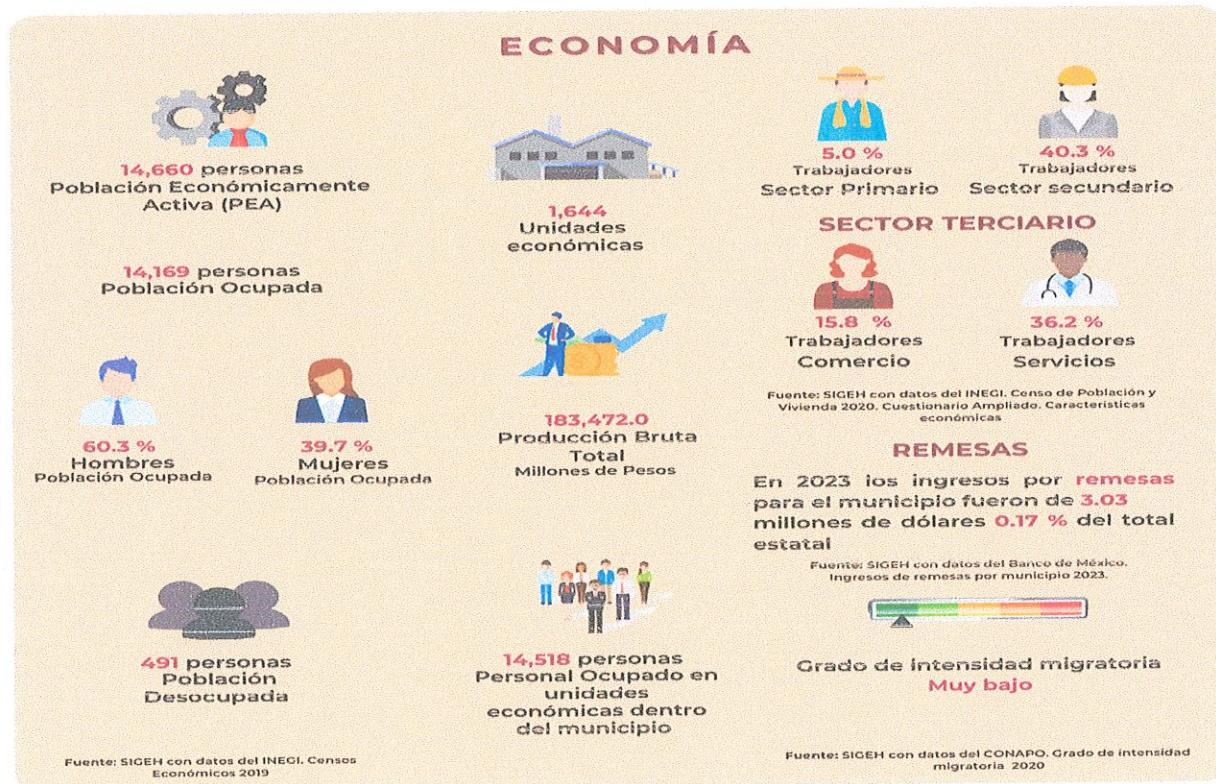 ECONOMÍA
14,660 personas
Población Económicamente
Activa (PEA)
14,169 personas
Población Ocupada
60.3 %
Hombres
Población Ocupada
39.7 %
Mujeres
Población Ocupada
491 personas
Población
Desocupada
Fuente: SIGEH con datos del INEGI. Censos
Económicos 2019
1,644
Unidades
económicas
183,472.0
Producción Bruta
Total
Millones de Pesos
14,518 personas
Personal Ocupado en
unidades
económicas dentro
del municipio
5.0 %
Trabajadores
Sector Primario
40.3 %
Trabajadores
Sector secundario
SECTOR TERCIARIO
15.8 %
Trabajadores
Comercio
36.2 %
Trabajadores
Servicios
Fuente: SIGEH con datos del INEGI. Censo de Población y
Vivienda 2020. Cuestionario Ampliado. Características
económicas
REMESAS
En 2023 los ingresos por remesas
para el municipio fueron de 3.03
millones de dólares 0.17 % del total
estatal
Fuente: SIGEH con datos del Banco de México.
Ingresos de remesas por municipio 2023.
Grado de intensidad migratoria
Muy bajo
Fuente: SIGEH con datos del CONAPO. Grado de intensidad
migratoria 2020